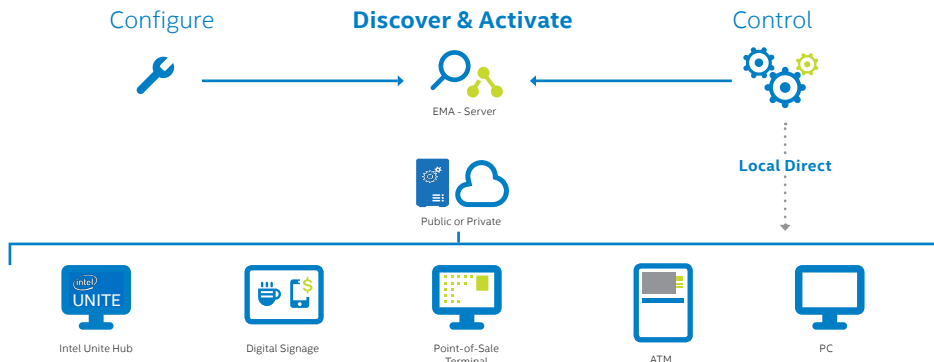 Configure
Discover & Activate
Control
EMA - Server
Local Direct
Public or Private
intel
UNITE
$
Intel Unite Hub
Digital Signage
Point-of-Sale
Terminal
ATM
PC